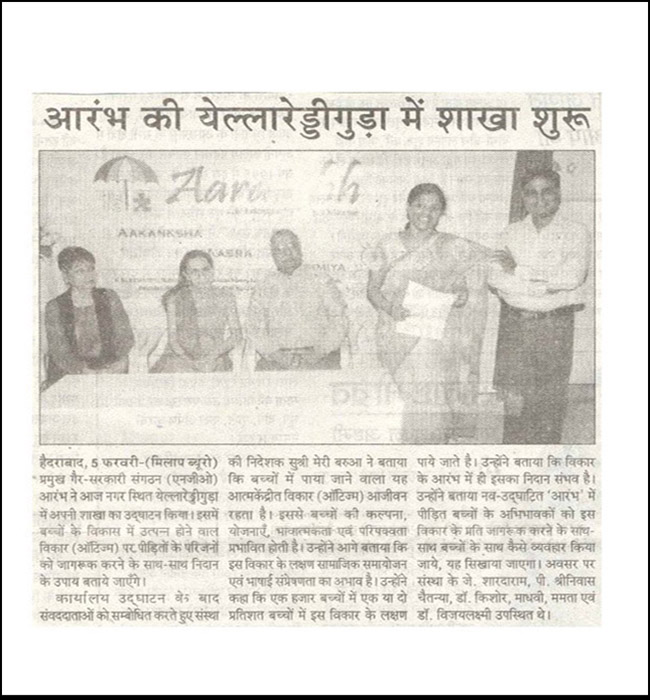 आरंभ की येल्लारेड्डीगुड़ा में शाखा शुरू
Aarambh
AAKANKSHA
AASRA
हैदराबाद, 5 फरवरी-(मिलाप ब्यूरो)
प्रमुख गैर-सरकारी संगठन (एनजीओ)
आरंभ ने आज नगर स्थित येल्लारेड्डीगुड़ा
में अपनी शाखा का उद्घाटन किया। इसमें
बच्चों के विकास में उत्पन्न होने वाल
विकार (ऑटिज्म) पर पीड़ितों के परिजनों
को जागरूक करने के साथ-साथ निदान
के उपाय बताये जाएँगे।
कार्यालय उद्घाटन के बाद
संवददाताओं को सम्बोधित करते हुए संस्था
की निदेशक सुश्री मेरी बरुआ ने बताया
कि बच्चों में पाया जाने वाला यह
आत्मकेंद्रीत विकार (ऑटिज्म) आजीवन
रहता है। इससे बच्चों की कल्पना,
योजनाएँ, भावात्मकता एवं परिपक्वता
प्रभावित होती है। उन्होंने आगे बताया कि
इस विकार के लक्षण सामाजिक समायोजन
एवं भाषाई संप्रेषणता का अभाव है। उन्होंने
कहा कि एक हजार बच्चों में एक या दो
प्रतिशत बच्चों में इस विकार के लक्षण
पाये जाते है। उन्होंने बताया कि विकार
के आरंभ में ही इसका निदान संभव है।
उन्होंने बताया नव-उद्घाटित 'आरंभ' में
पीड़ित बच्चों के अभिभावकों को इस
विकार के प्रति जागरूक करने के साथ-
साथ बच्चों के साथ कैसे व्यवहार किया
जाये, यह सिखाया जाएगा। अवसर पर
संस्था के जे. शारदाराम, पी. श्रीनिवास
चैतन्या, डॉ. किशोर, माधवी, ममता एवं
डॉ. विजयलक्ष्मी उपस्थित थे।